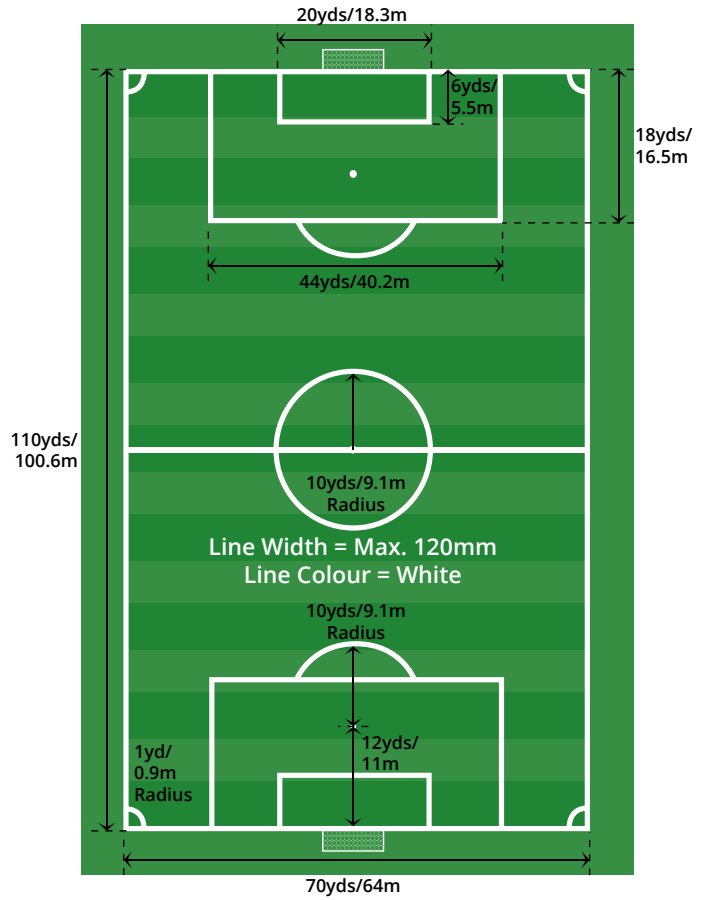 20yds/18.3m
6yds/
5.5m
18yds/
16.5m
44yds/40.2m
110yds/
100.6m
10yds/9.1m
Radius
Line Width = Max. 120mm
Line Colour = White
10yds/9.1m
Radius
12yds/
11m
1yd/
0.9m
Radius
70yds/64m